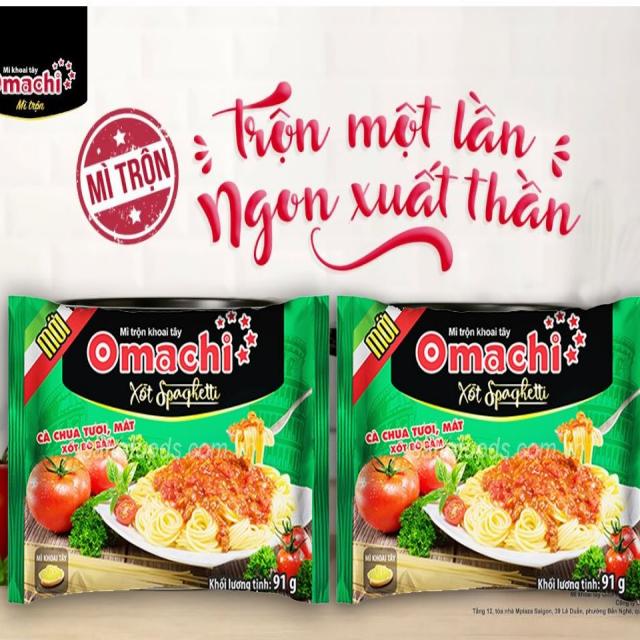 Mì khoai tây
Omachi
Mì trộn
MÌ TRỘN
Trộn một lần
Ngon xuất thần
MỚI
Mì trộn khoai tây
Omachi
Xốt Spaghetti
CÀ CHUA TƯƠI, MÁT
XỐT BÒ BẰM
MÌ KHOAI TÂY
Khối lượng tịnh: 91 g
MỚI
Mì trộn khoai tây
Omachi
Xốt Spaghetti
CÀ CHUA TƯƠI, MÁT
XỐT BÒ BẰM
MÌ KHOAI TÂY
Khối lượng tịnh: 91 g
Tầng 12, tòa nhà Mplaza Saigon, 39 Lê Duẩn, phường Bến Nghé,